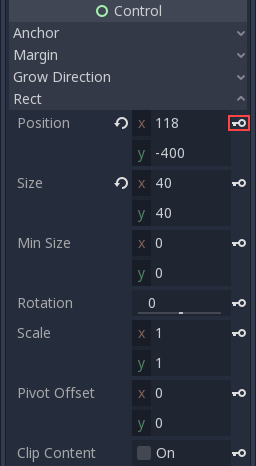 Control
Anchor
Margin
Grow Direction
Rect
Position x 118
y -400
Size x 40
y 40
Min Size x 0
y 0
Rotation 0
Scale x 1
y 1
Pivot Offset x 0
y 0
Clip Content On